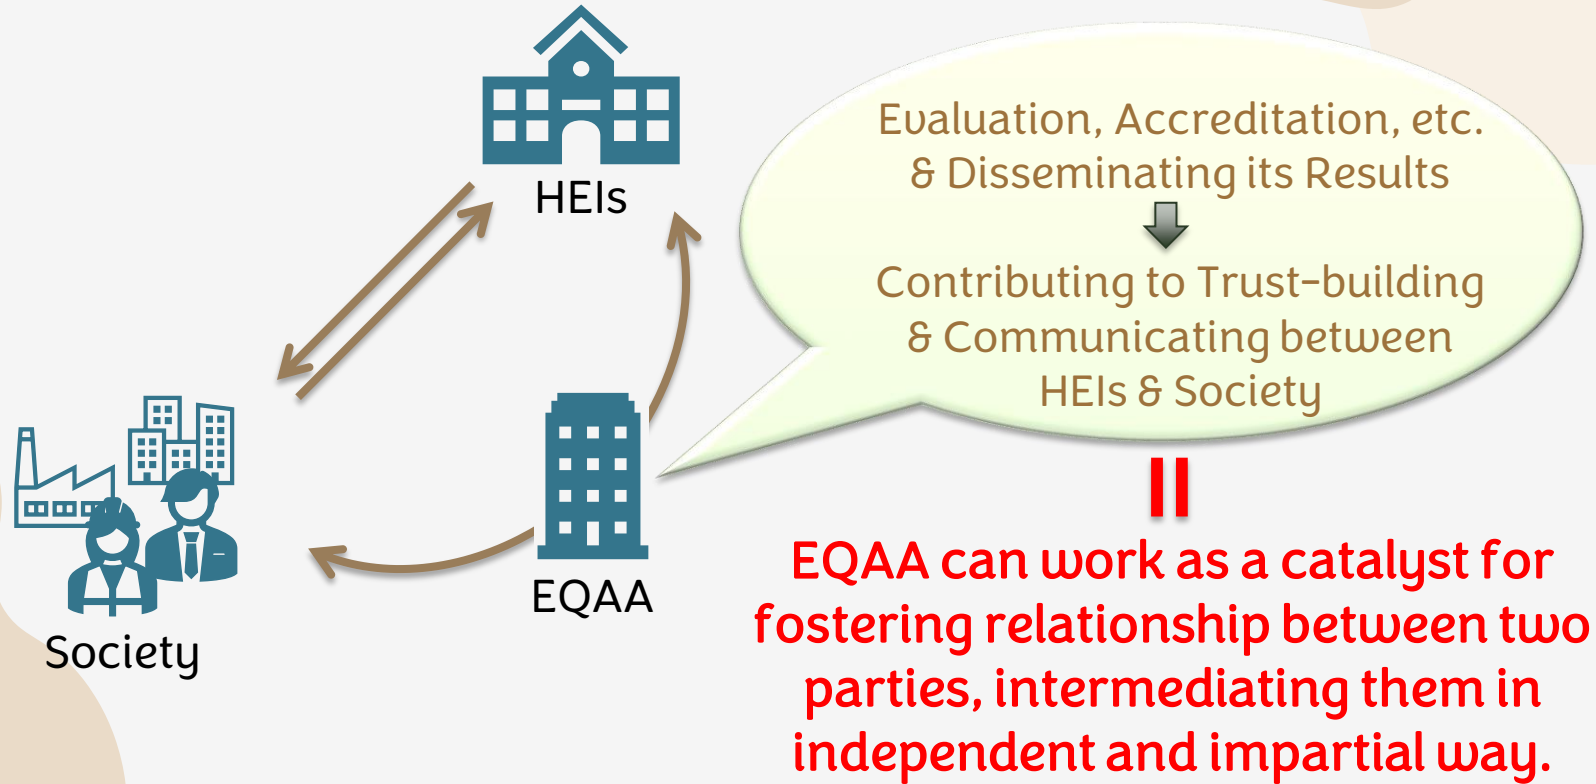 HEIs
Evaluation, Accreditation, etc.
& Disseminating its Results
Contributing to Trust-building
& Communicating between
HEIs & Society
EQAA
Society
EQAA can work as a catalyst for
fostering relationship between two
parties, intermediating them in
independent and impartial way.